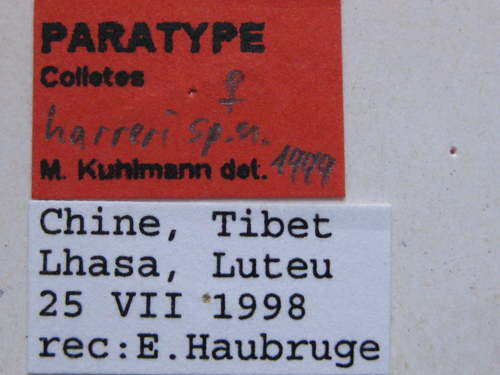 PARATYPE
Colletes ♀
harreri sp.n.
M. Kuhlmann det. 1999
Chine, Tibet
Lhasa, Luteu
25 VII 1998
rec:E.Haubruge